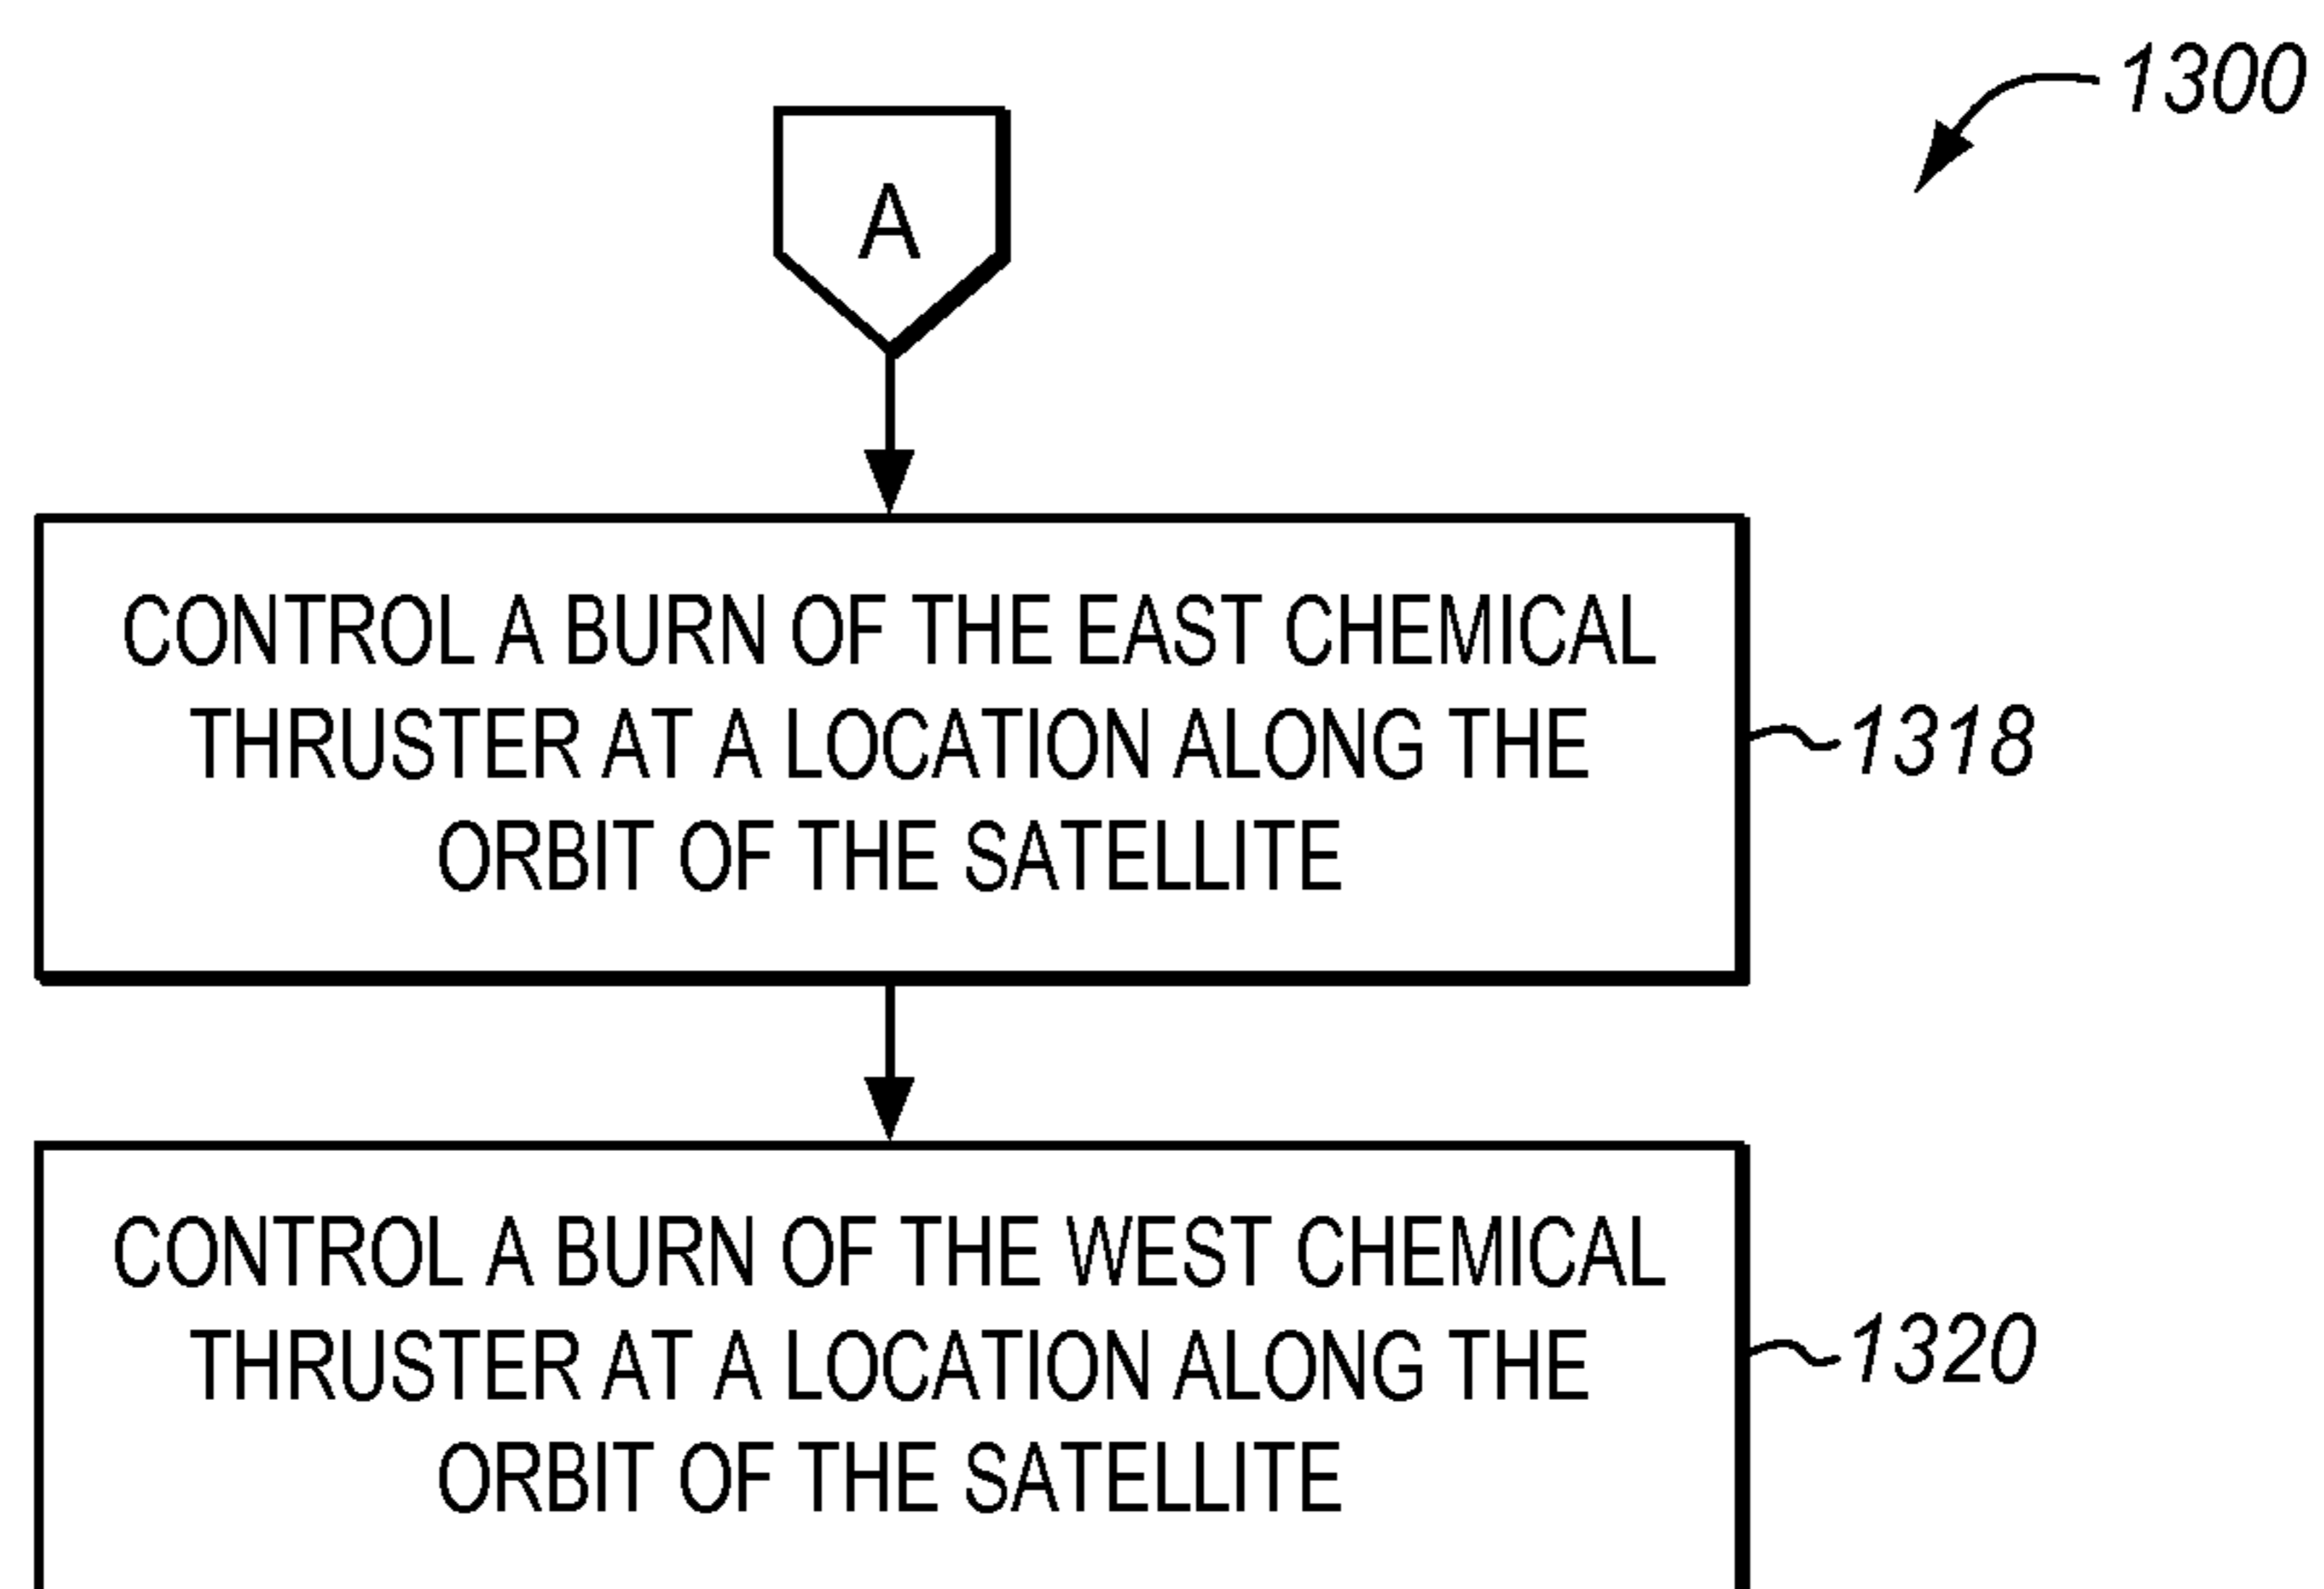 1300
A
CONTROL A BURN OF THE EAST CHEMICAL
THRUSTER AT A LOCATION ALONG THE
ORBIT OF THE SATELLITE
1318
CONTROL A BURN OF THE WEST CHEMICAL
THRUSTER AT A LOCATION ALONG THE
ORBIT OF THE SATELLITE
1320